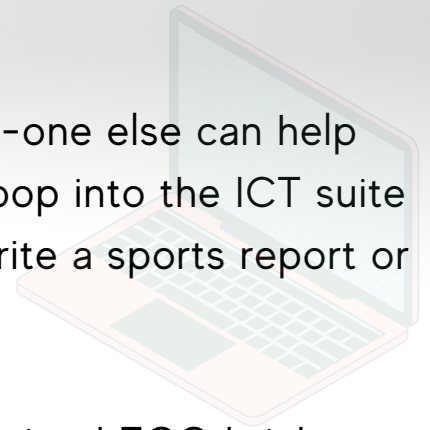 -one else can help
pop into the ICT suite
rite a sports report or